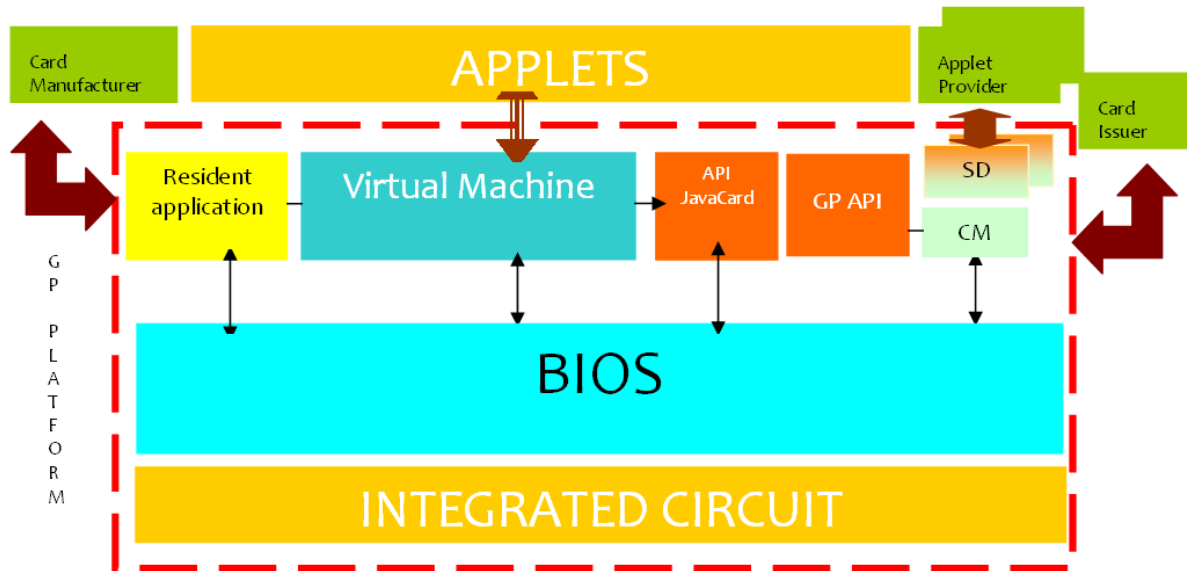 Card
Manufacturer
APPLETS
Applet
Provider
Card
Issuer
Resident
application
Virtual Machine
API
JavaCard
GP API
SD
CM
G
P
P
L
A
T
F
O
R
M
BIOS
INTEGRATED CIRCUIT